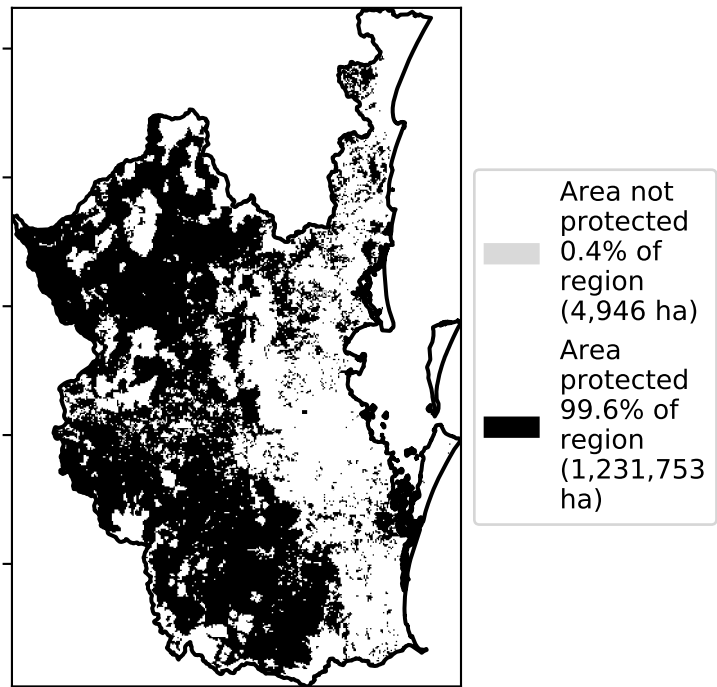 Area not
protected
0.4% of
region
(4,946 ha)
Area
protected
99.6% of
region
(1,231,753
ha)